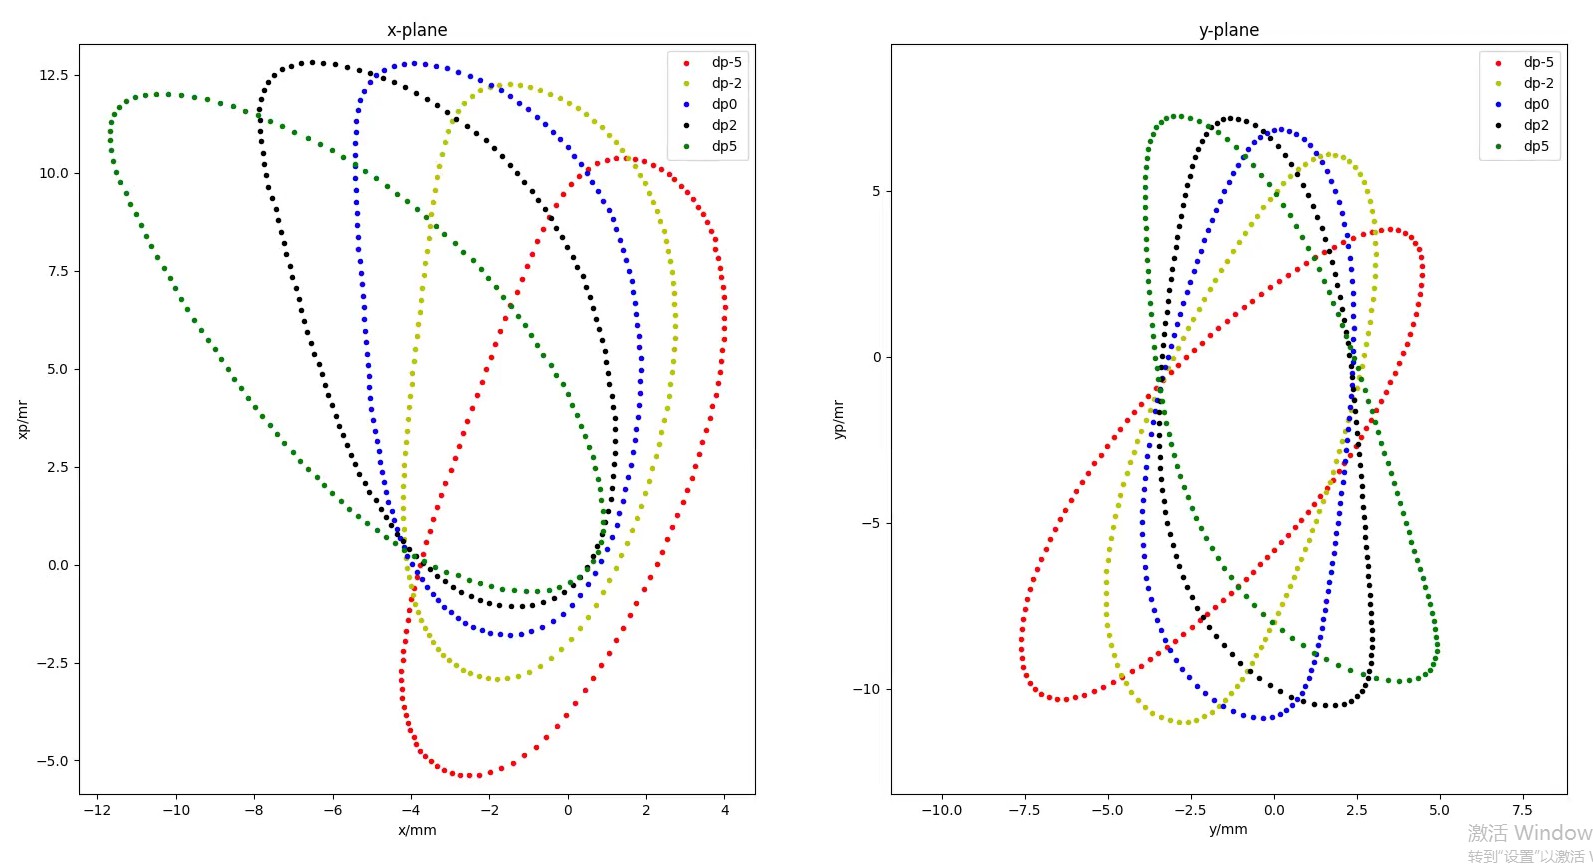 x-plane
12.5
10.0
7.5
5.0
2.5
0.0
−2.5
−5.0
xp/mr
−12
−10
−8
−6
−4
−2
0
2
4
x/mm
dp-5
dp-2
dp0
dp2
dp5
y-plane
5
0
−5
−10
yp/mr
−10.0
−7.5
−5.0
−2.5
0.0
2.5
5.0
7.5
y/mm
dp-5
dp-2
dp0
dp2
dp5
激活 Window
转到"设置"以激活